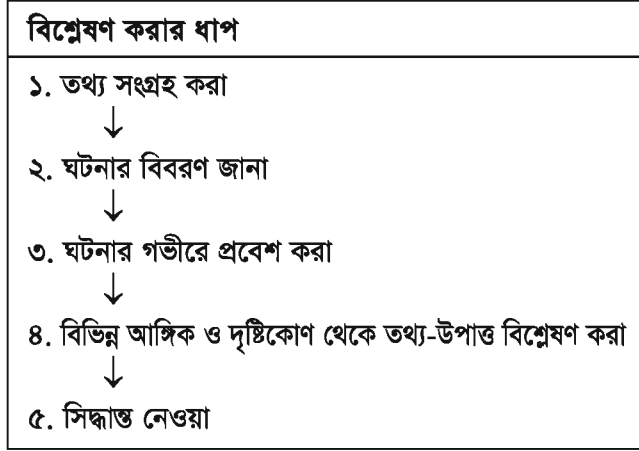 বিশ্লেষণ করার ধাপ
১. তথ্য সংগ্রহ করা
২. ঘটনার বিবরণ জানা
৩. ঘটনার গভীরে প্রবেশ করা
৪. বিভিন্ন আঙ্গিক ও দৃষ্টিকোণ থেকে তথ্য-উপাত্ত বিশ্লেষণ করা
৫. সিদ্ধান্ত নেওয়া